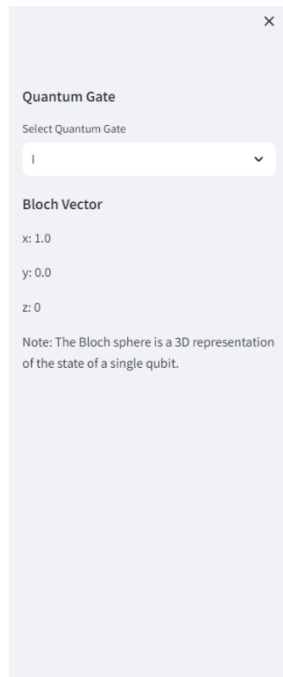 Quantum Gate
Select Quantum Gate
I
Bloch Vector
x: 1.0
y: 0.0
z: 0
Note: The Bloch sphere is a 3D representation
of the state of a single qubit.